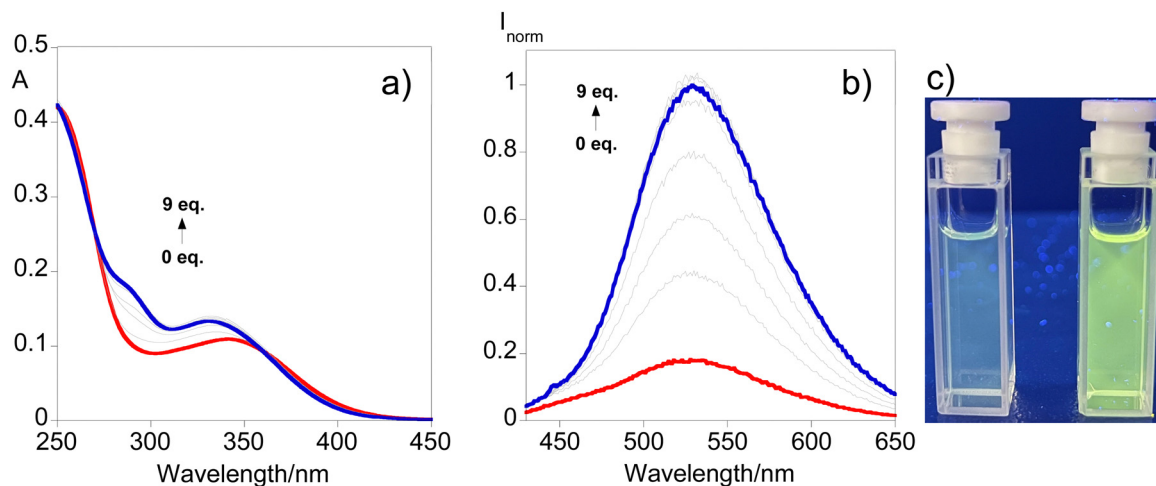 0.5
A
0.4
0.3
0.2
0.1
0
a)
9 eq.
0 eq.
250 300 350 400 450
Wavelength/nm
I norm
1
0.8
0.6
0.4
0.2
0
b)
9 eq.
0 eq.
450 500 550 600 650
Wavelength/nm
c)